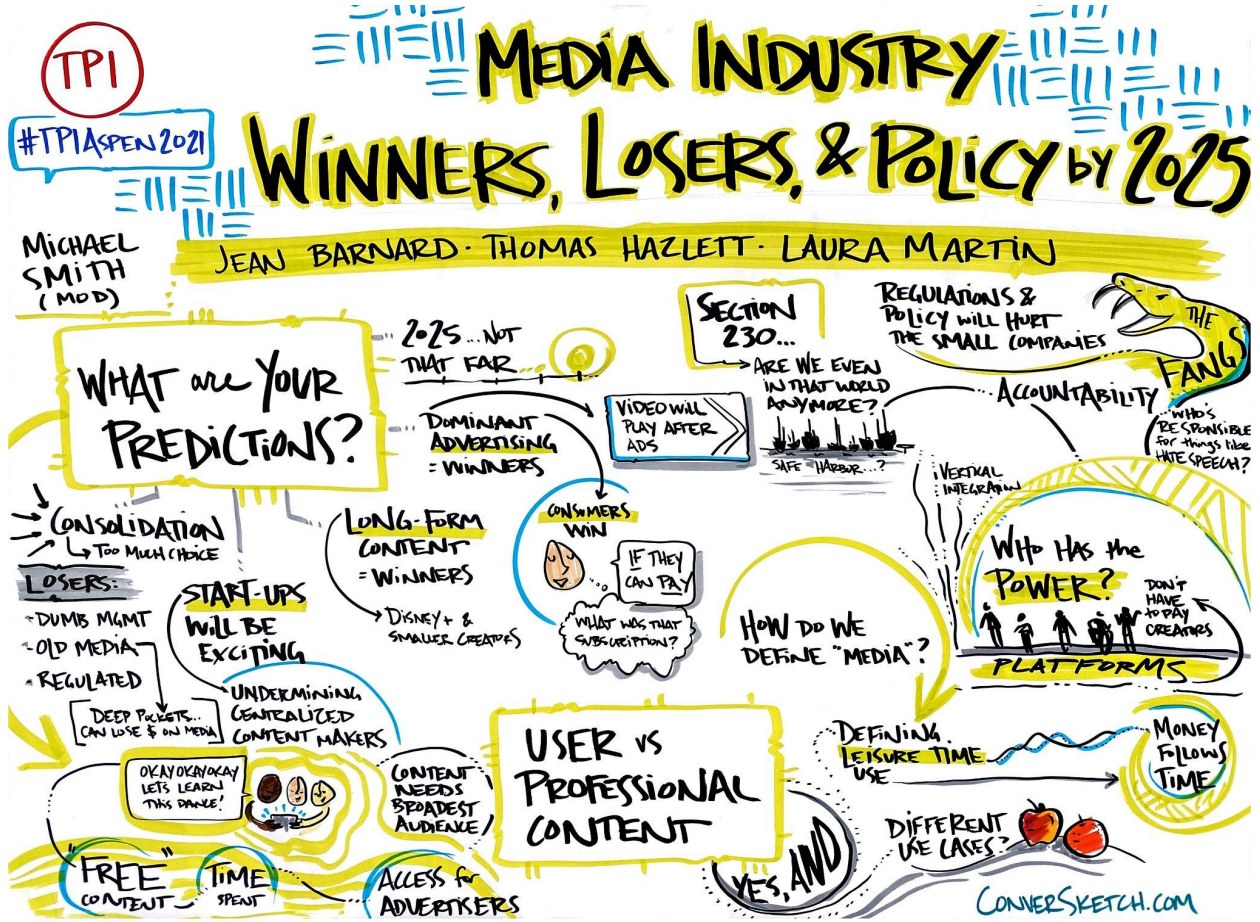 TPI
#TPIASPEN2021
MEDIA INDUSTRY
WINNERS, LOSERS, & POLICY by 2025
MICHAEL
SMITH
(MOD)
JEAN BARNARD · THOMAS HAZLETT · LAURA MARTIN
WHAT are YOUR
PREDICTIONS?
2025...NOT
THAT FAR...
DOMINANT
ADVERTISING
= WINNERS
VIDEO WILL
PLAY AFTER
ADS
CONSUMERS
WIN
IF THEY
CAN PAY
WHAT WAS THAT
SUBSCRIPTION?
LONG-FORM
CONTENT
= WINNERS
DISNEY+ &
SMALLER CREATORS
START-UPS
WILL BE
EXCITING
UNDERMINING
CENTRALIZED
CONTENT MAKERS
CONSOLIDATION
TOO MUCH CHOICE
LOSERS:
- DUMB MGMT
- OLD MEDIA
- REGULATED
DEEP POCKETS...
CAN LOSE $ ON MEDIA
SECTION
230...
ARE WE EVEN
IN THAT WORLD
ANYMORE?
SAFE HARBOR...?
REGULATIONS &
POLICY WILL HURT
THE SMALL COMPANIES
THE
FANGS
ACCOUNTABILITY
WHO'S
RESPONSIBLE
for things like
HATE SPEECH?
VERTICAL
INTEGRATION
WHO HAS the
POWER?
DON'T
HAVE
TO PAY
CREATORS
PLATFORMS
HOW DO WE
DEFINE "MEDIA"?
DEFINING
LEISURE TIME
USE
MONEY
FOLLOWS
TIME
USER vs
PROFESSIONAL
CONTENT
YES, AND
DIFFERENT
USE CASES?
OKAYOKAYOKAY
LET'S LEARN
THIS DANCE!
CONTENT
NEEDS
BROADEST
AUDIENCE
"FREE"
CONTENT
TIME
SPENT
ACCESS for
ADVERTISERS
CONVERSKETCH.COM